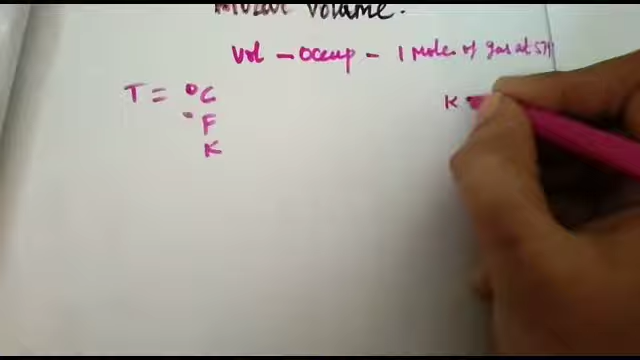 Molar Volume.
Vol – Occup – 1 Mole of gas at STP
T = °C
°F
K
K